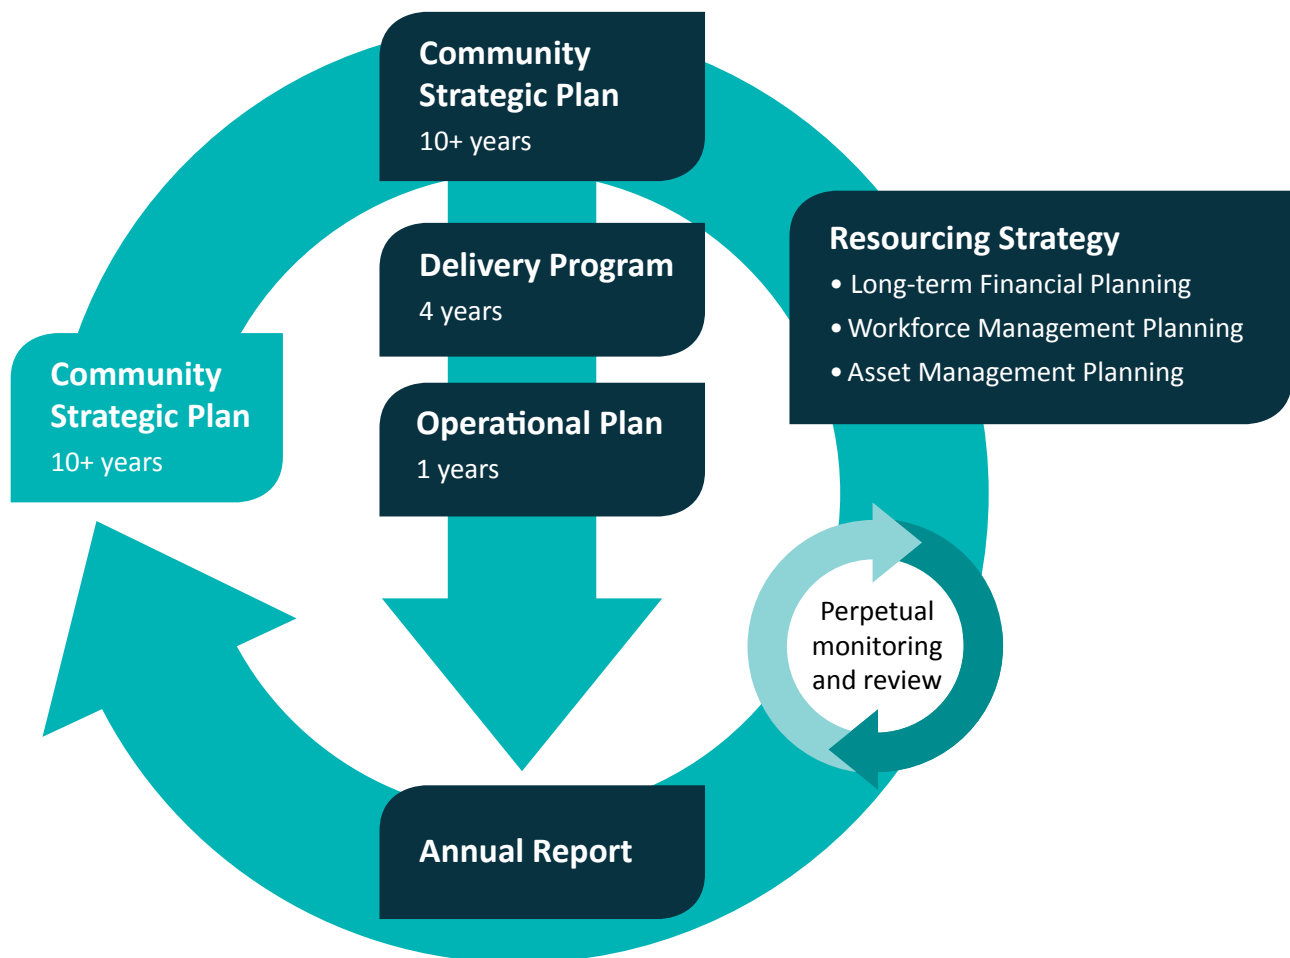 Community
Strategic Plan
10+ years
Delivery Program
4 years
Operational Plan
1 years
Resourcing Strategy
• Long-term Financial Planning
• Workforce Management Planning
• Asset Management Planning
Community
Strategic Plan
10+ years
Perpetual
monitoring
and review
Annual Report